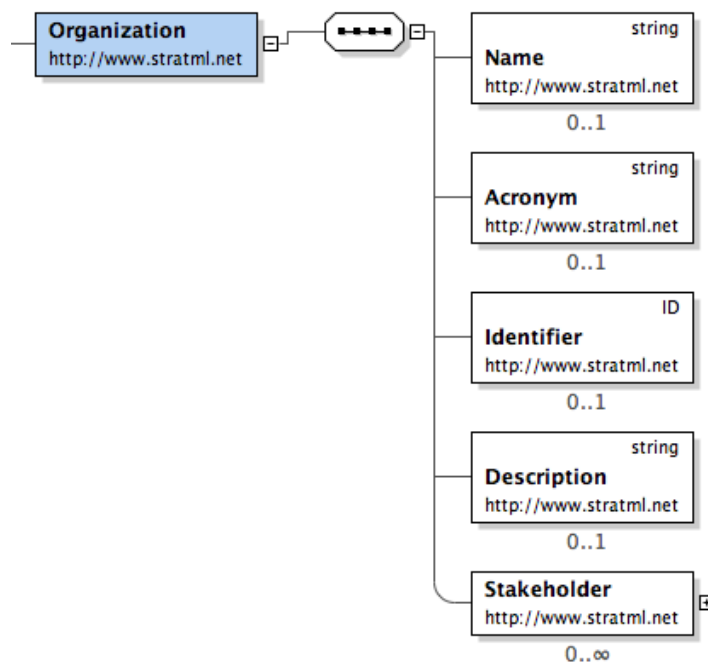 Organization
http://www.stratml.net
string
Name
http://www.stratml.net
0..1
string
Acronym
http://www.stratml.net
0..1
ID
Identifier
http://www.stratml.net
0..1
string
Description
http://www.stratml.net
0..1
Stakeholder
http://www.stratml.net
0..∞